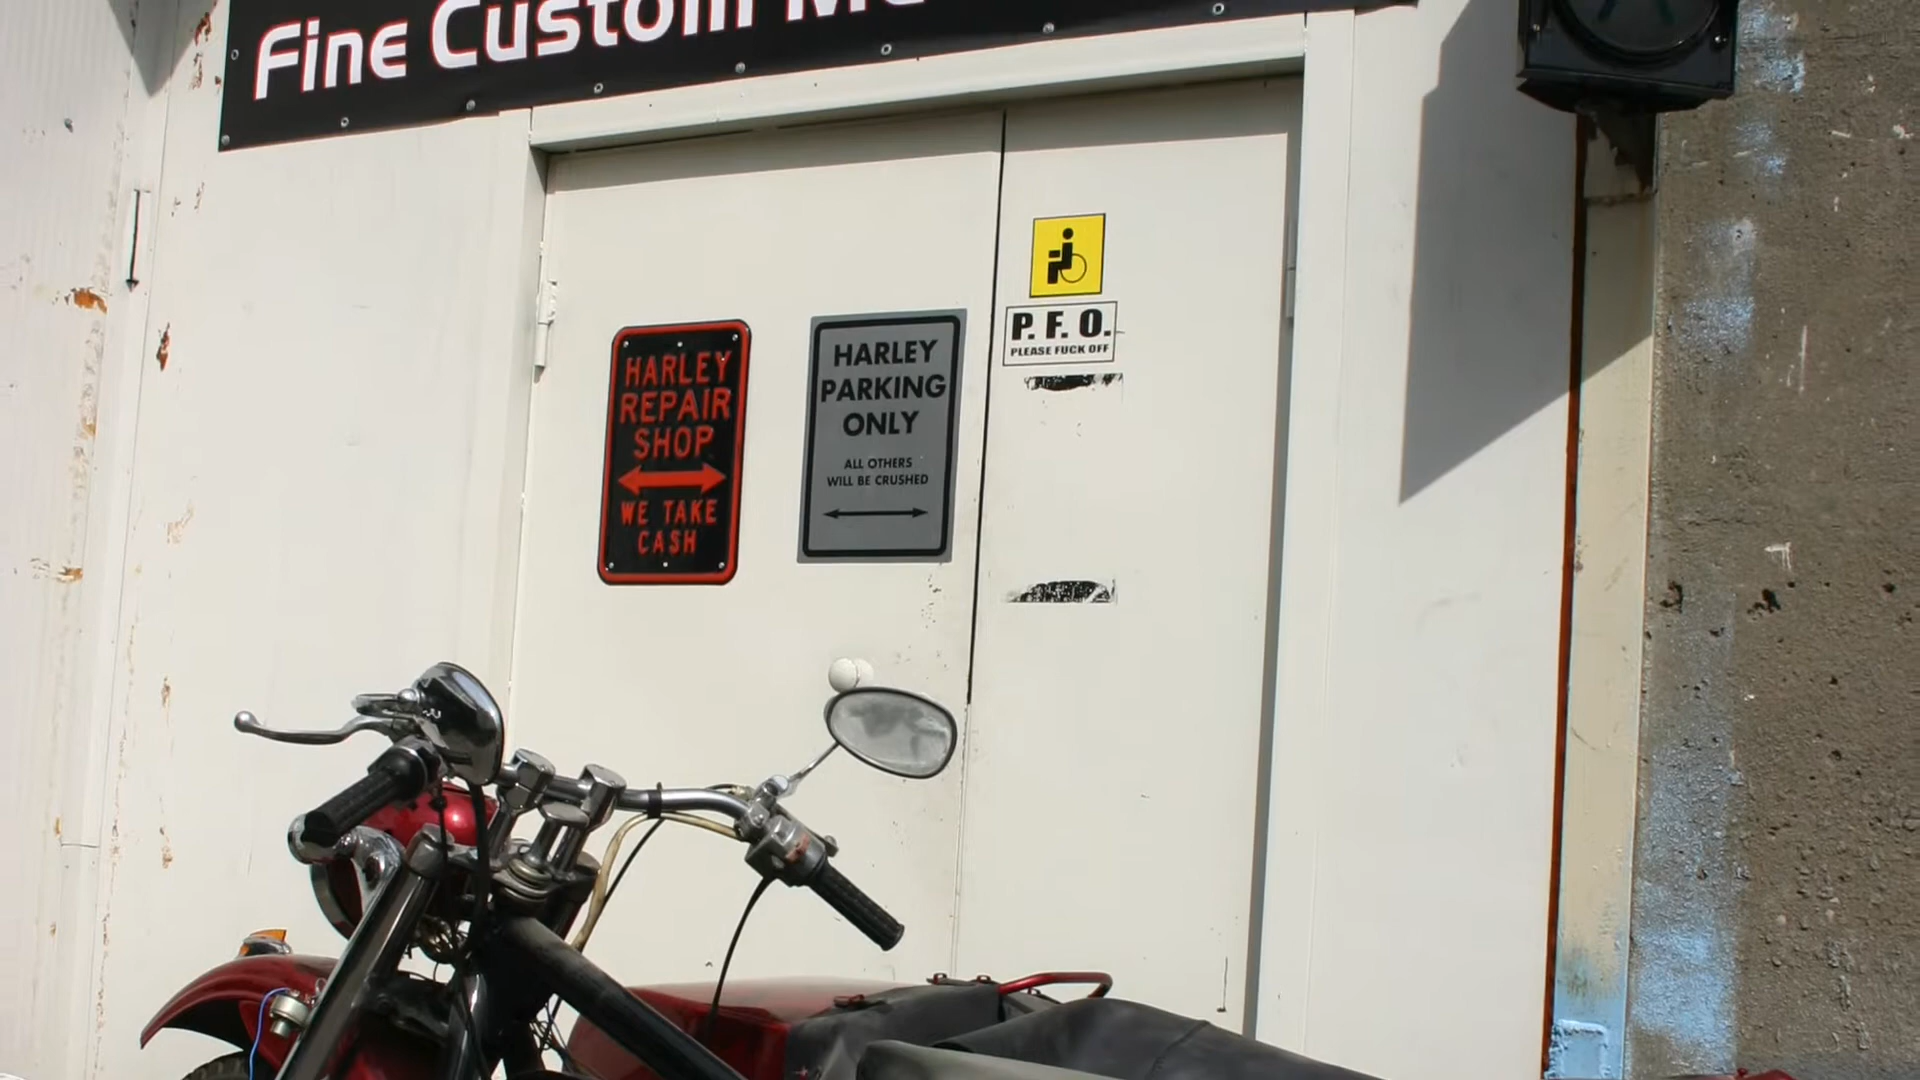 Fine Custom
HARLEY
REPAIR
SHOP
WE TAKE
CASH
HARLEY
PARKING
ONLY
ALL OTHERS
WILL BE CRUSHED
P. F. O.
PLEASE FUCK OFF